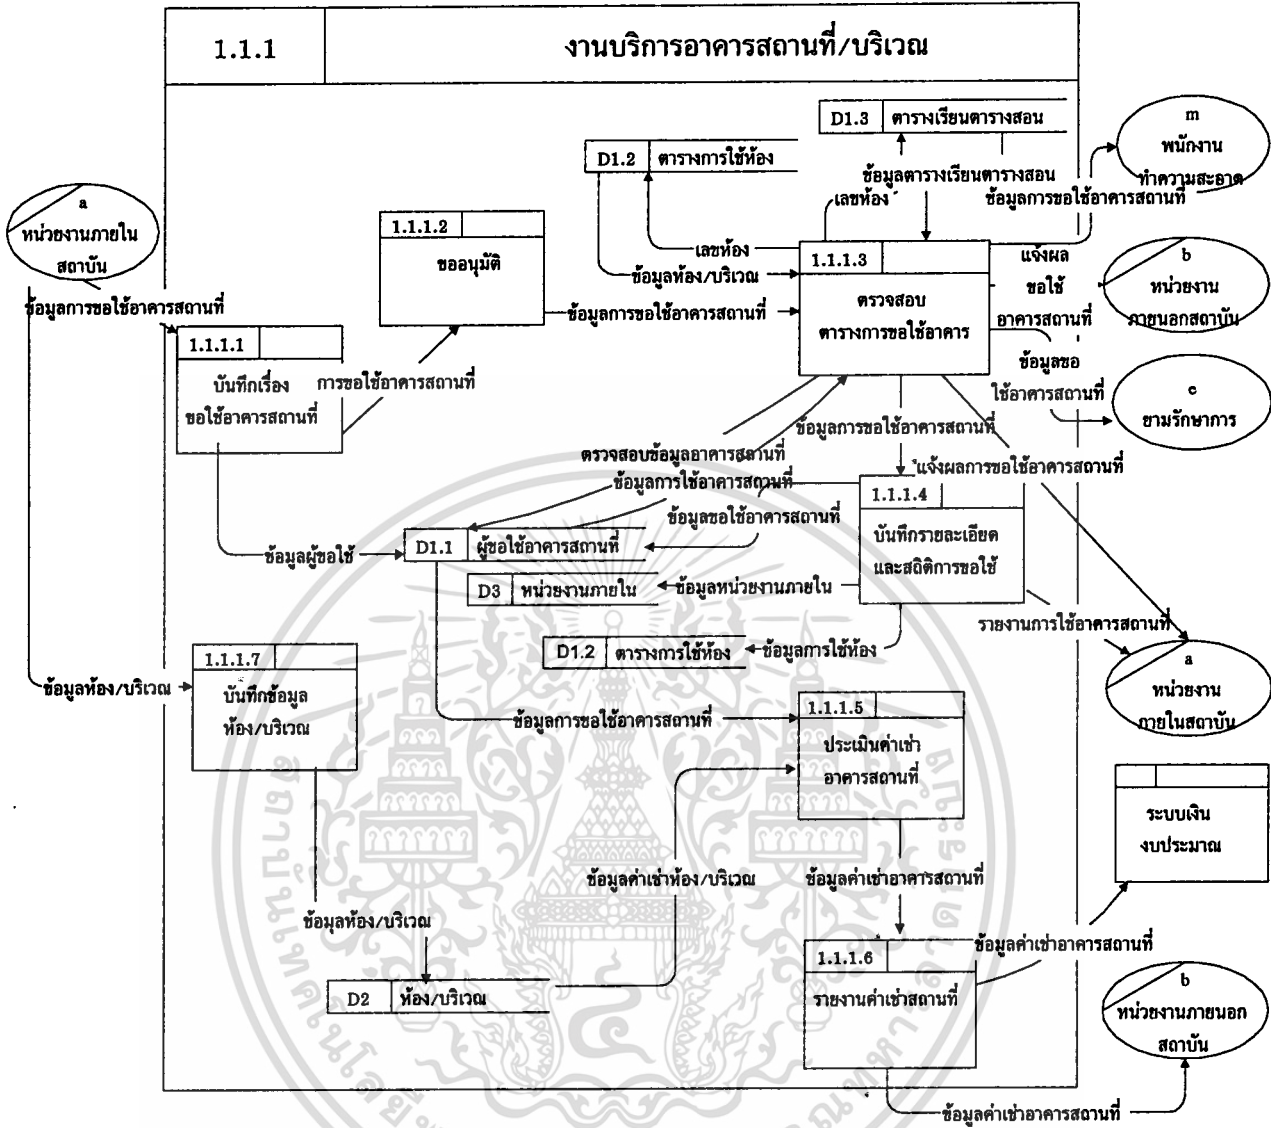 1.1.1
งานบริการอาคารสถานที่/บริเวณ
D1.3 ตารางเรียนตารางสอน
m
พนักงาน
ทำความสะอาด
D1.2 ตารางการใช้ห้อง
ข้อมูลตารางเรียนตารางสอน
เลขห้อง
ข้อมูลการขอใช้อาคารสถานที่
a
หน่วยงานภายใน
สถาบัน
1.1.1.2
ขออนุมัติ
เลขห้อง
ข้อมูลห้อง/บริเวณ
1.1.1.3
ตรวจสอบ
ตารางการขอใช้อาคาร
แจ้งผล
ขอใช้
อาคารสถานที่
b
หน่วยงาน
ภายนอกสถาบัน
ข้อมูลการขอใช้อาคารสถานที่
ข้อมูลการขอใช้อาคารสถานที่
1.1.1.1
บันทึกเรื่อง
ขอใช้อาคารสถานที่
การขอใช้อาคารสถานที่
ข้อมูลขอ
ใช้อาคารสถานที่
c
ยามรักษาการ
ข้อมูลการขอใช้อาคารสถานที่
ตรวจสอบข้อมูลอาคารสถานที่
ข้อมูลการใช้อาคารสถานที่
แจ้งผลการขอใช้อาคารสถานที่
1.1.1.4
บันทึกรายละเอียด
และสถิติการขอใช้
ข้อมูลขอใช้อาคารสถานที่
ข้อมูลผู้ขอใช้
D1.1 ผู้ขอใช้อาคารสถานที่
D3 หน่วยงานภายใน
ข้อมูลหน่วยงานภายใน
รายงานการใช้อาคารสถานที่
D1.2 ตารางการใช้ห้อง
ข้อมูลการใช้ห้อง
a
หน่วยงาน
ภายในสถาบัน
ข้อมูลห้อง/บริเวณ
1.1.1.7
บันทึกข้อมูล
ห้อง/บริเวณ
ข้อมูลการขอใช้อาคารสถานที่
1.1.1.5
ประเมินค่าเช่า
อาคารสถานที่
ระบบเงิน
งบประมาณ
ข้อมูลค่าเช่าห้อง/บริเวณ
ข้อมูลค่าเช่าอาคารสถานที่
ข้อมูลห้อง/บริเวณ
ข้อมูลค่าเช่าอาคารสถานที่
D2 ห้อง/บริเวณ
1.1.1.6
รายงานค่าเช่าสถานที่
b
หน่วยงานภายนอก
สถาบัน
ข้อมูลค่าเช่าอาคารสถานที่